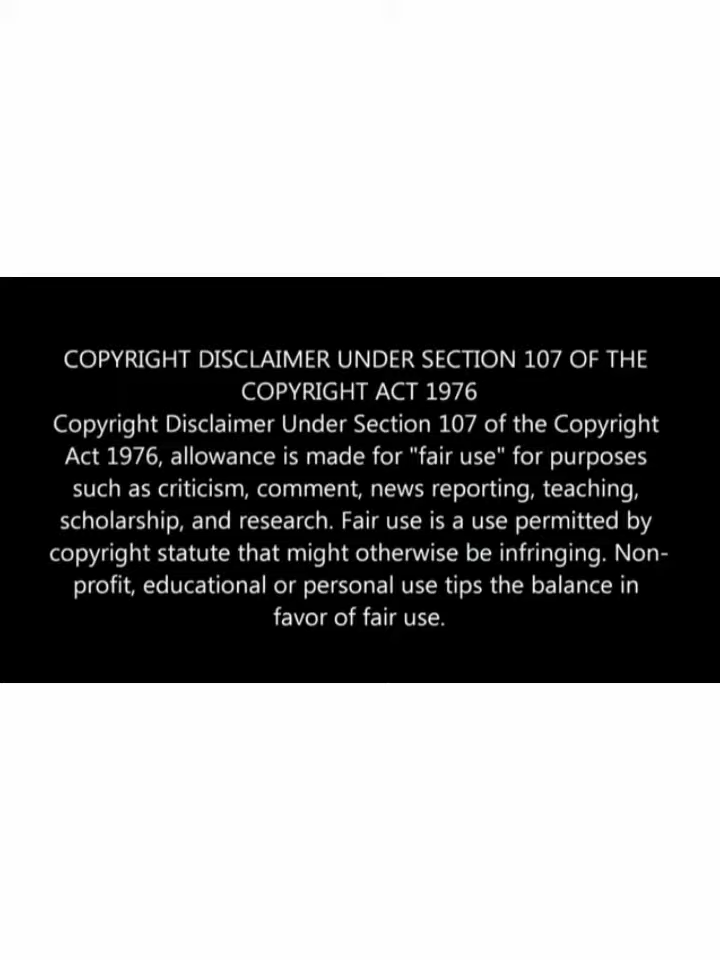 COPYRIGHT DISCLAIMER UNDER SECTION 107 OF THE
COPYRIGHT ACT 1976
Copyright Disclaimer Under Section 107 of the Copyright
Act 1976, allowance is made for "fair use" for purposes
such as criticism, comment, news reporting, teaching,
scholarship, and research. Fair use is a use permitted by
copyright statute that might otherwise be infringing. Non-
profit, educational or personal use tips the balance in
favor of fair use.